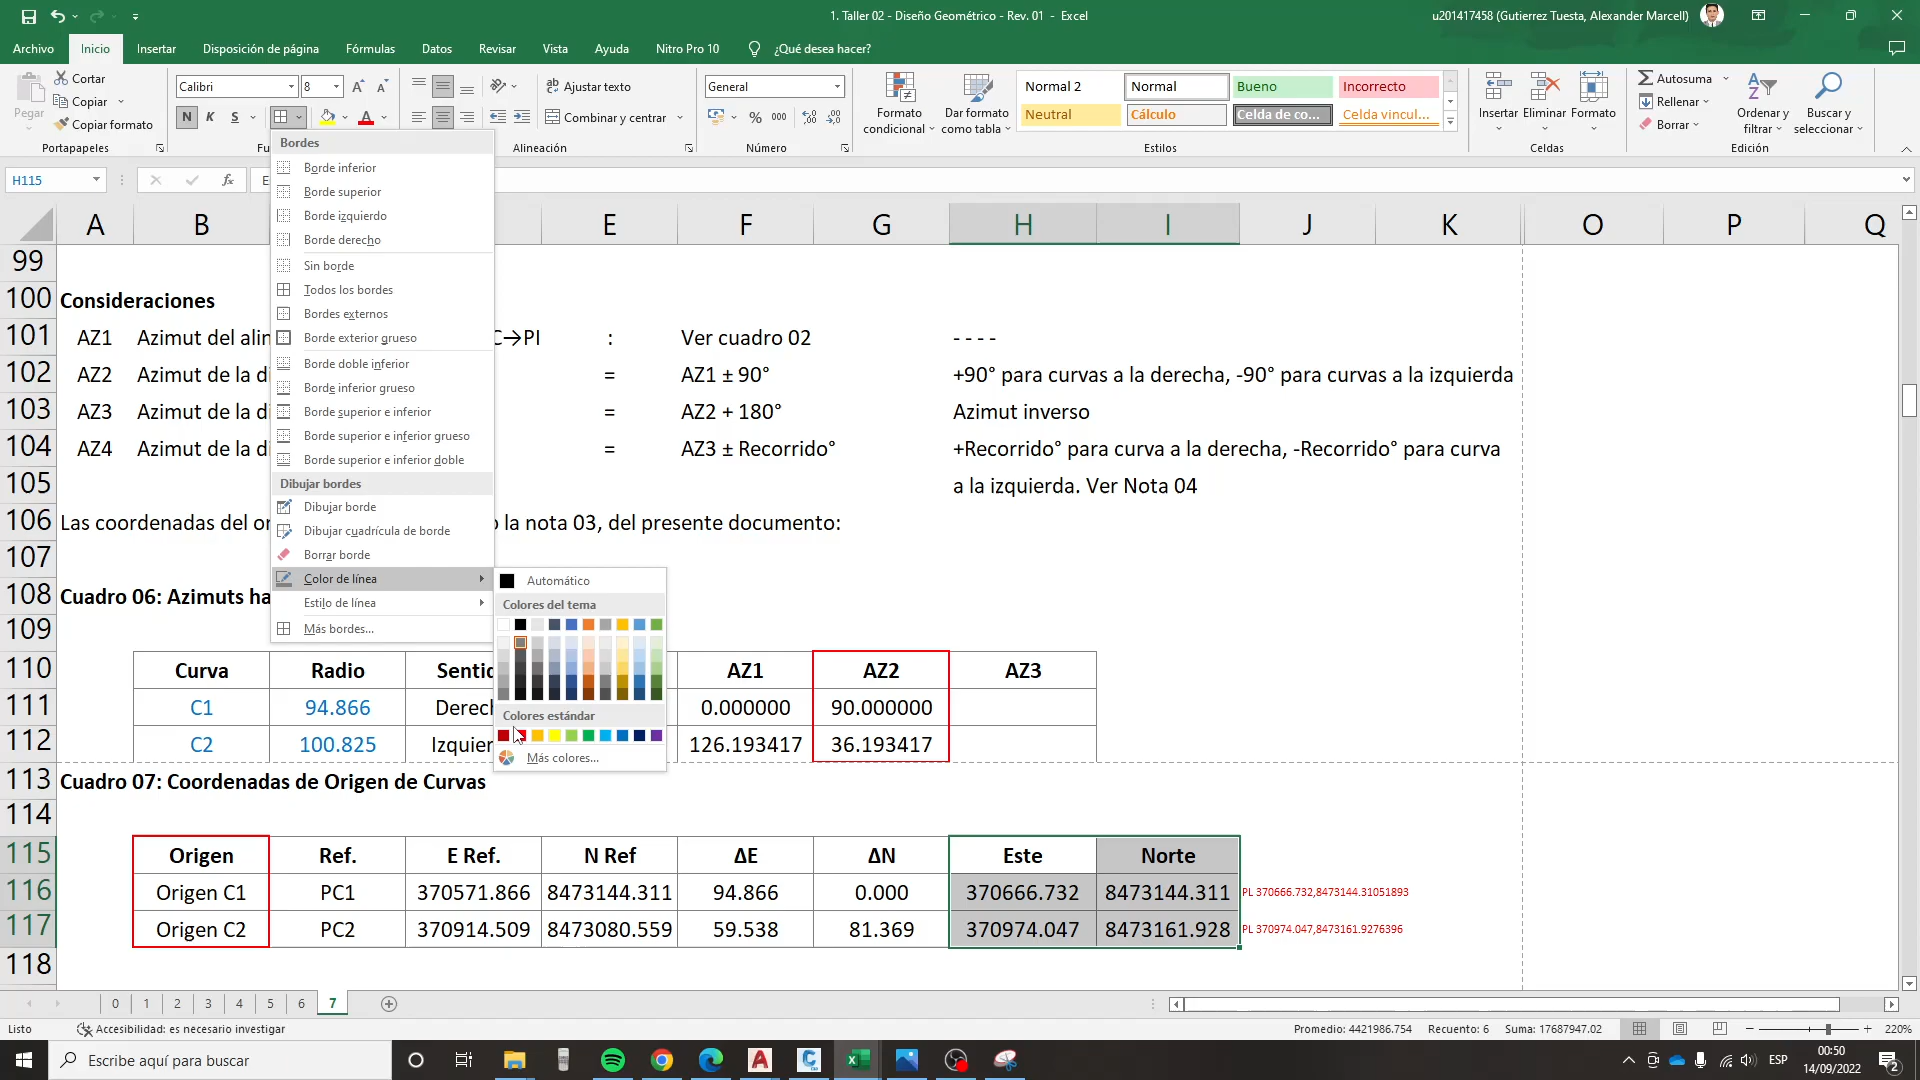 1. Taller 02 - Diseño Geométrico - Rev. 01 - Excel
u201417458 (Gutierrez Tuesta, Alexander Marcell)
Archivo Inicio Insertar Disposición de página Fórmulas Datos Revisar Vista Ayuda Nitro Pro 10 ¿Qué desea hacer?
Pegar
Cortar
Copiar
Copiar formato
Portapapeles
Calibri 8
N K S
Fu
Ajustar texto
Combinar y centrar
Alineación
General
% 000
Número
Formato condicional
Dar formato como tabla
Normal 2 Normal Bueno Incorrecto
Neutral Cálculo Celda de co... Celda vincul...
Estilos
Insertar Eliminar Formato
Celdas
Autosuma
Rellenar
Borrar
Ordenar y filtrar
Buscar y seleccionar
Edición
H115 fx E
Bordes
Borde inferior
Borde superior
Borde izquierdo
Borde derecho
Sin borde
Todos los bordes
Bordes externos
Borde exterior grueso
Borde doble inferior
Borde inferior grueso
Borde superior e inferior
Borde superior e inferior grueso
Borde superior e inferior doble
Dibujar bordes
Dibujar borde
Dibujar cuadrícula de borde
Borrar borde
Color de línea
Estilo de línea
Más bordes...
Automático
Colores del tema
Colores estándar
Más colores...
A B E F G H I J K O P Q
99
100 Consideraciones
101 AZ1 Azimut del alin C→PI : Ver cuadro 02 - - - -
102 AZ2 Azimut de la di = AZ1 ± 90° +90° para curvas a la derecha, -90° para curvas a la izquierda
103 AZ3 Azimut de la di = AZ2 + 180° Azimut inverso
104 AZ4 Azimut de la di = AZ3 ± Recorrido° +Recorrido° para curva a la derecha, -Recorrido° para curva
105 a la izquierda. Ver Nota 04
106 Las coordenadas del or o la nota 03, del presente documento:
107
108 Cuadro 06: Azimuts ha
109
110 Curva Radio Sentid AZ1 AZ2 AZ3
111 C1 94.866 Derech 0.000000 90.000000
112 C2 100.825 Izquier 126.193417 36.193417
113 Cuadro 07: Coordenadas de Origen de Curvas
114
115 Origen Ref. E Ref. N Ref ΔE ΔN Este Norte
116 Origen C1 PC1 370571.866 8473144.311 94.866 0.000 370666.732 8473144.311 PL 370666.732,8473144.31051893
117 Origen C2 PC2 370914.509 8473080.559 59.538 81.369 370974.047 8473161.928 PL 370974.047,8473161.9276396
118
0 1 2 3 4 5 6 7
Listo Accesibilidad: es necesario investigar Promedio: 4421986.754 Recuento: 6 Suma: 17687947.02 220%
Escribe aquí para buscar
ESP
00:50
14/09/2022
2